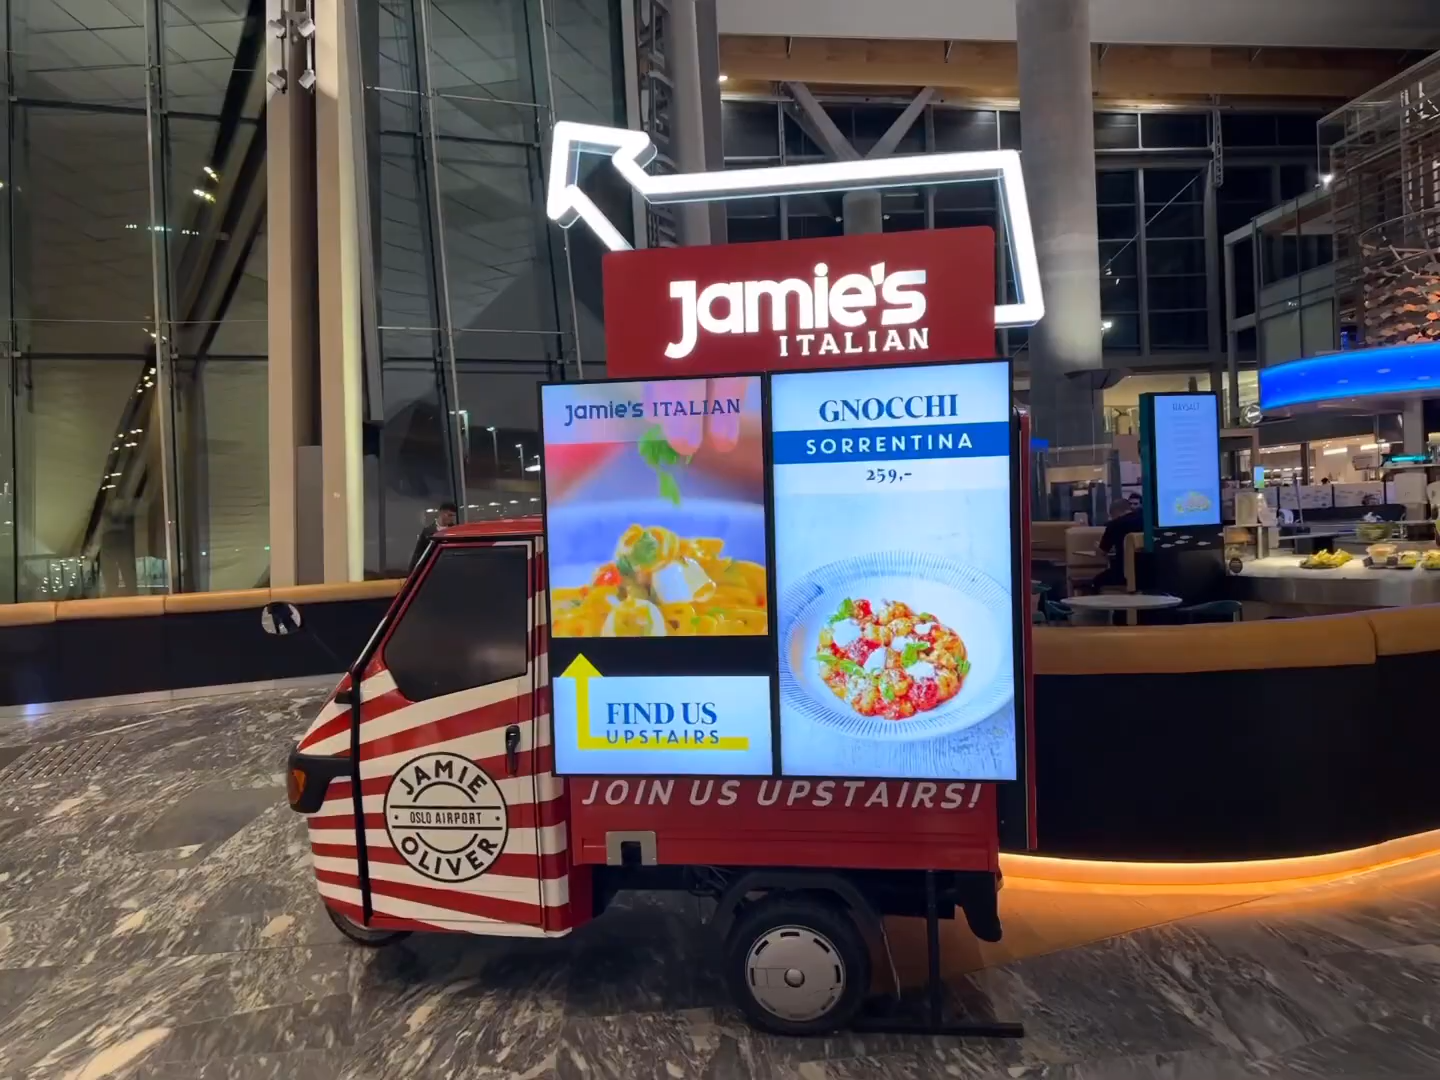 Jamie's
ITALIAN
Jamie's ITALIAN
GNOCCHI
SORRENTINA
259,-
FIND US
UPSTAIRS
JOIN US UPSTAIRS!
JAMIE
OSLO AIRPORT
OLIVER